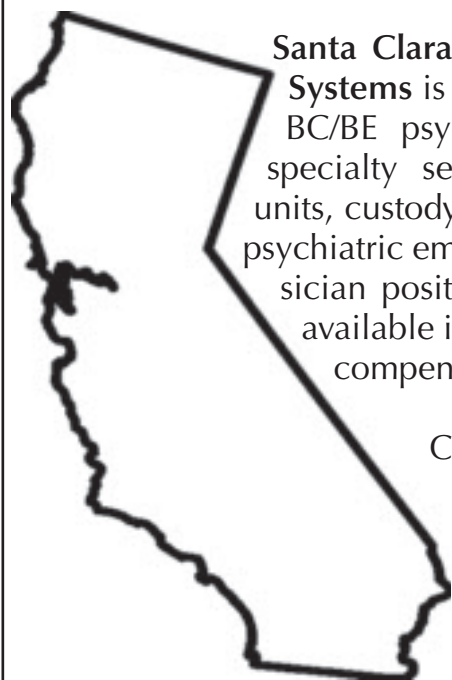 Santa Clara
Systems is
BC/BE psy
specialty se
units, custody
psychiatric em
sician posit
available i
compen
C